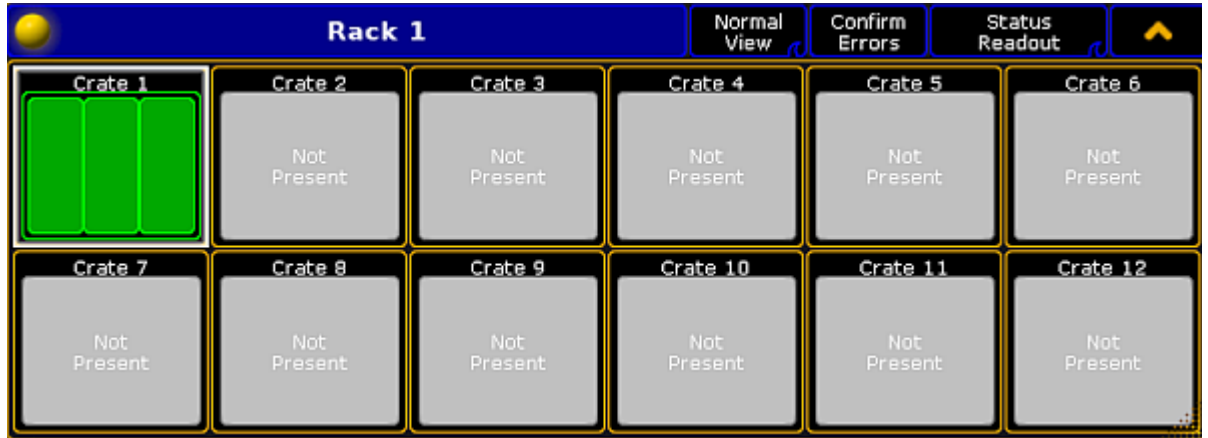 Rack 1
Normal
View
Confirm
Errors
Status
Readout
Crate 1
Crate 2
Crate 3
Crate 4
Crate 5
Crate 6
Not
Present
Not
Present
Not
Present
Not
Present
Not
Present
Crate 7
Crate 8
Crate 9
Crate 10
Crate 11
Crate 12
Not
Present
Not
Present
Not
Present
Not
Present
Not
Present
Not
Present